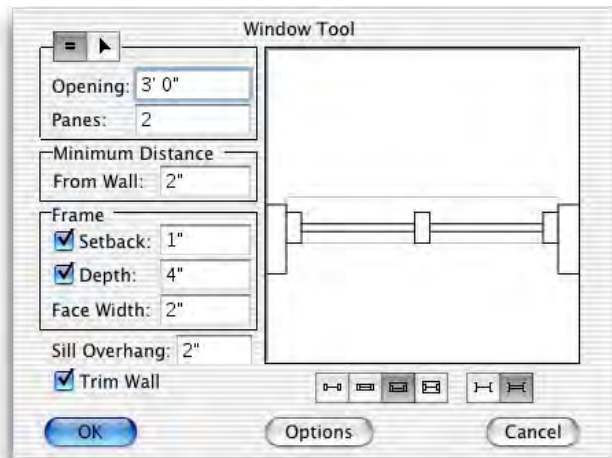 Window Tool
=
Opening: 3' 0"
Panes: 2
Minimum Distance
From Wall: 2"
Frame
Setback: 1"
Depth: 4"
Face Width: 2"
Sill Overhang: 2"
Trim Wall
OK Options Cancel